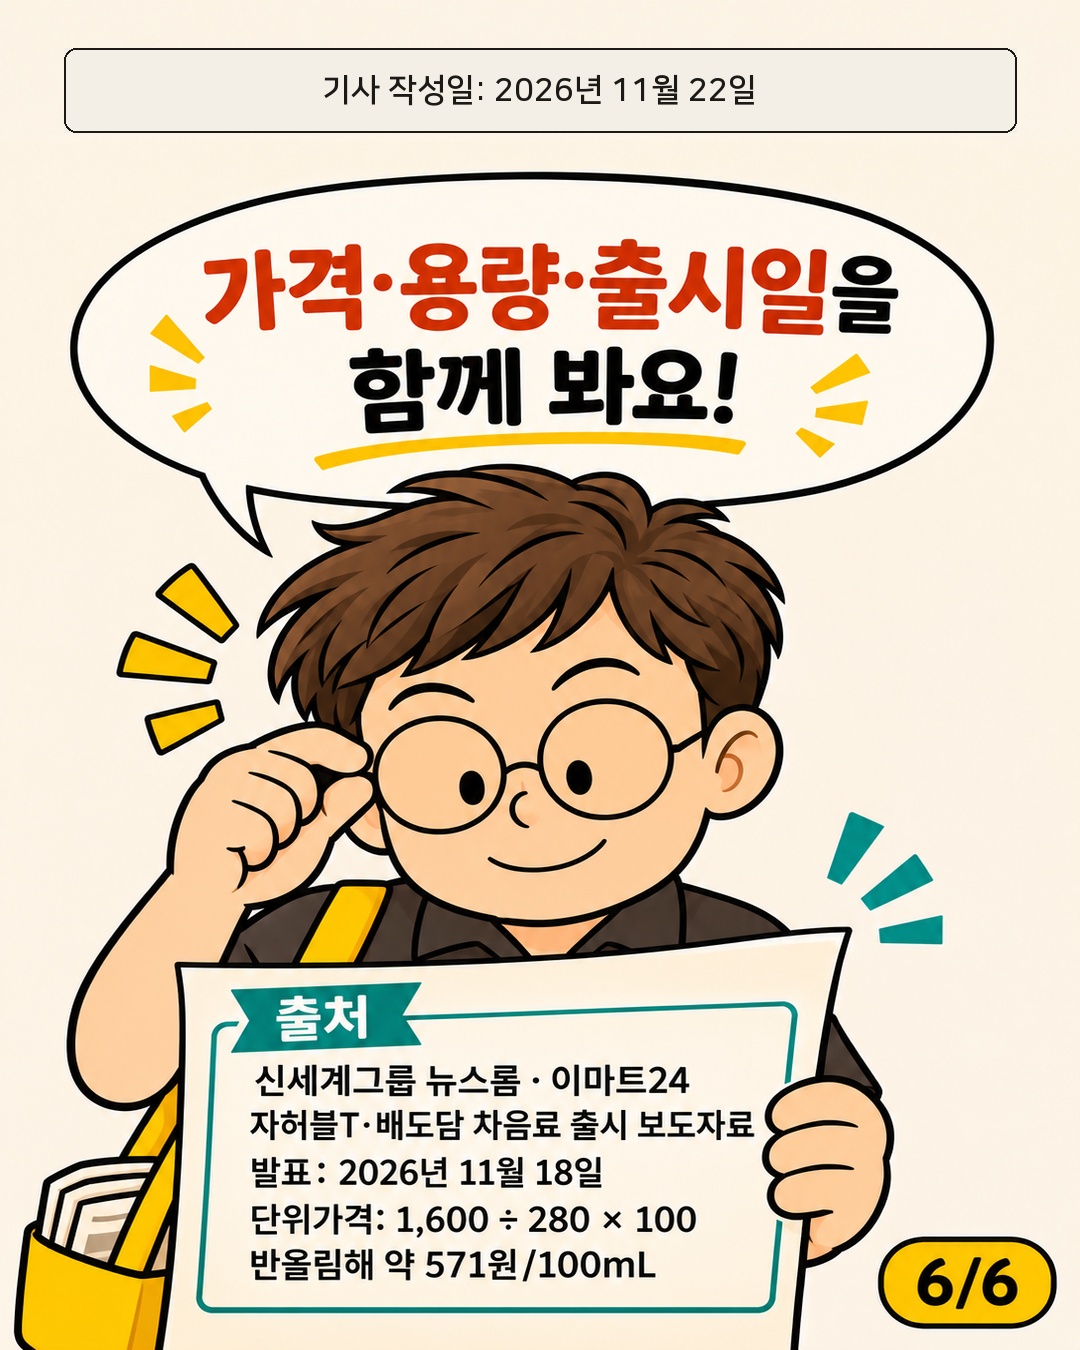 기사 작성일: 2026년 11월 22일
가격·용량·출시일을
함께 봐요!
출처
신세계그룹 뉴스룸 · 이마트24
자허블T·배도담 차음료 출시 보도자료
발표: 2026년 11월 18일
단위가격: 1,600 ÷ 280 × 100
반올림해 약 571원/100mL
6/6